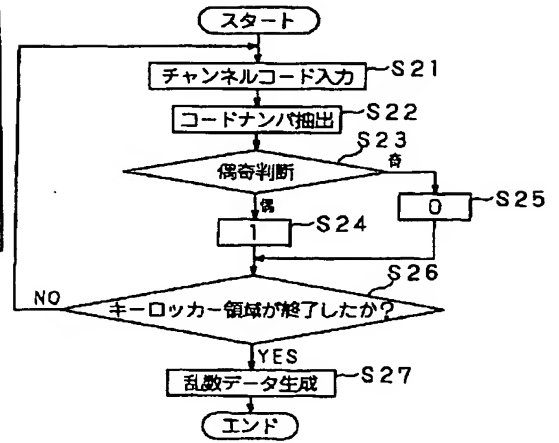 スタート
チャンネルコード入力 S21
コードナンバ抽出 S22
S23
偶奇判断
奇
偶
0 S25
1 S24
S26
NO
キーロッカー領域が終了したか?
YES
乱数データ生成 S27
エンド